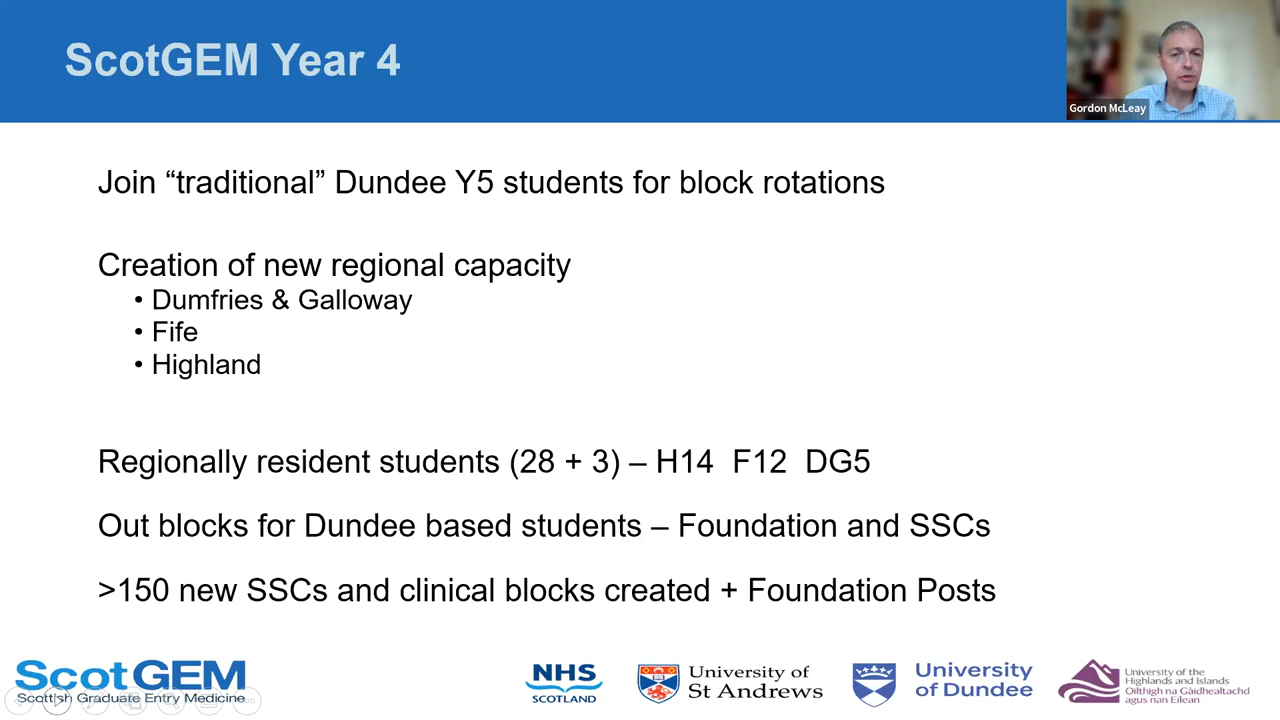 ScotGEM Year 4
Gordon McLeay
Join “traditional” Dundee Y5 students for block rotations
Creation of new regional capacity
• Dumfries & Galloway
• Fife
• Highland
Regionally resident students (28 + 3) – H14 F12 DG5
Out blocks for Dundee based students – Foundation and SSCs
>150 new SSCs and clinical blocks created + Foundation Posts
ScotGEM
Scottish Graduate Entry Medicine
NHS
SCOTLAND
University of
St Andrews
University
of Dundee
University of the
Highlands and Islands
Oilthigh na Gàidhealtachd
agus nan Eilean